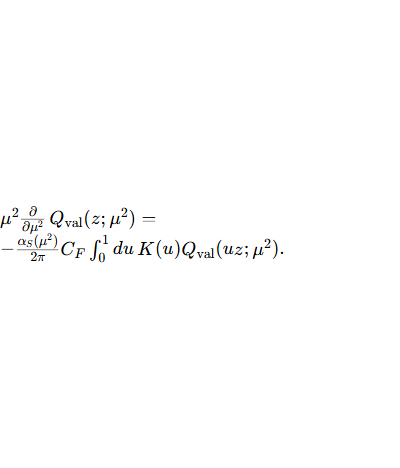 μ² ∂/∂μ² Q_val(z; μ²) =
− α_S(μ²)/2π C_F ∫₀¹ du K(u)Q_val(uz; μ²).